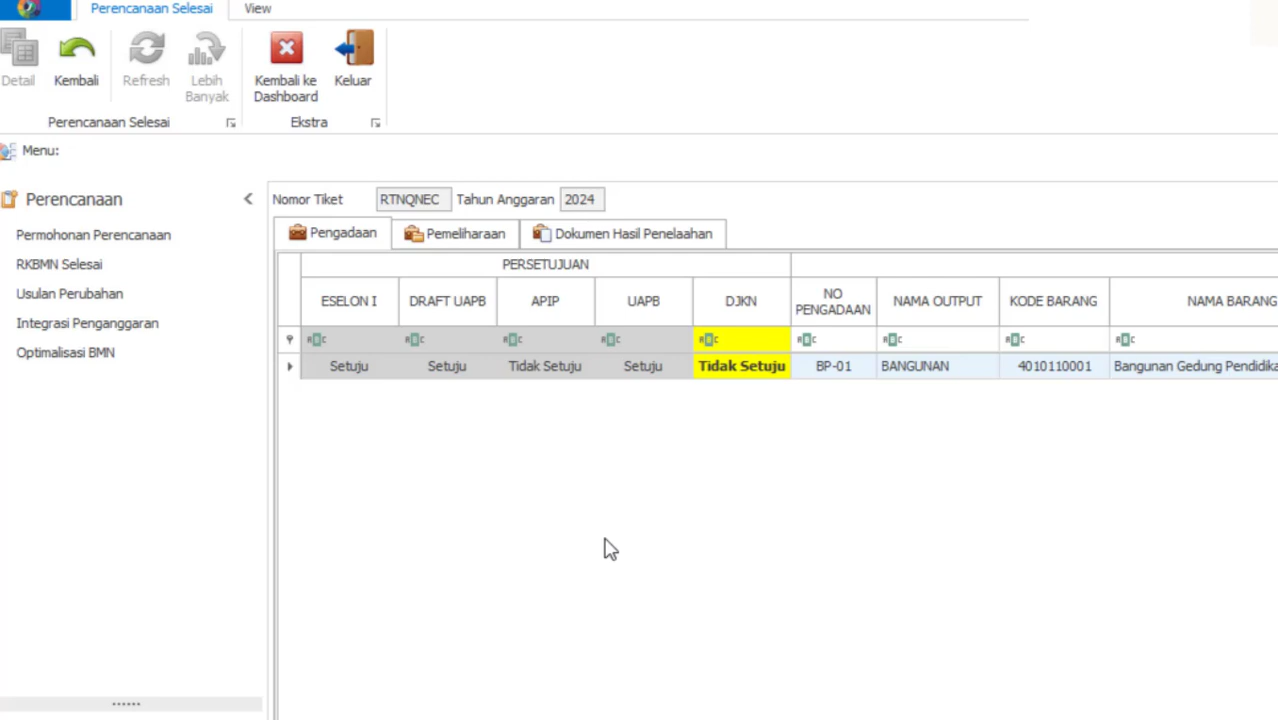 Perencanaan Selesai View
Detail Kembali Refresh Lebih Banyak Kembali ke Dashboard Keluar
Perencanaan Selesai Ekstra
Menu:
Perencanaan
Permohonan Perencanaan
RKBMN Selesai
Usulan Perubahan
Integrasi Penganggaran
Optimalisasi BMN
Nomor Tiket RTNQNEC Tahun Anggaran 2024
Pengadaan Pemeliharaan Dokumen Hasil Penelaahan
PERSETUJUAN
ESELON I DRAFT UAPB APIP UAPB DJKN NO PENGADAAN NAMA OUTPUT KODE BARANG NAMA BARANG
Setuju Setuju Tidak Setuju Setuju Tidak Setuju BP-01 BANGUNAN 4010110001 Bangunan Gedung Pendidika